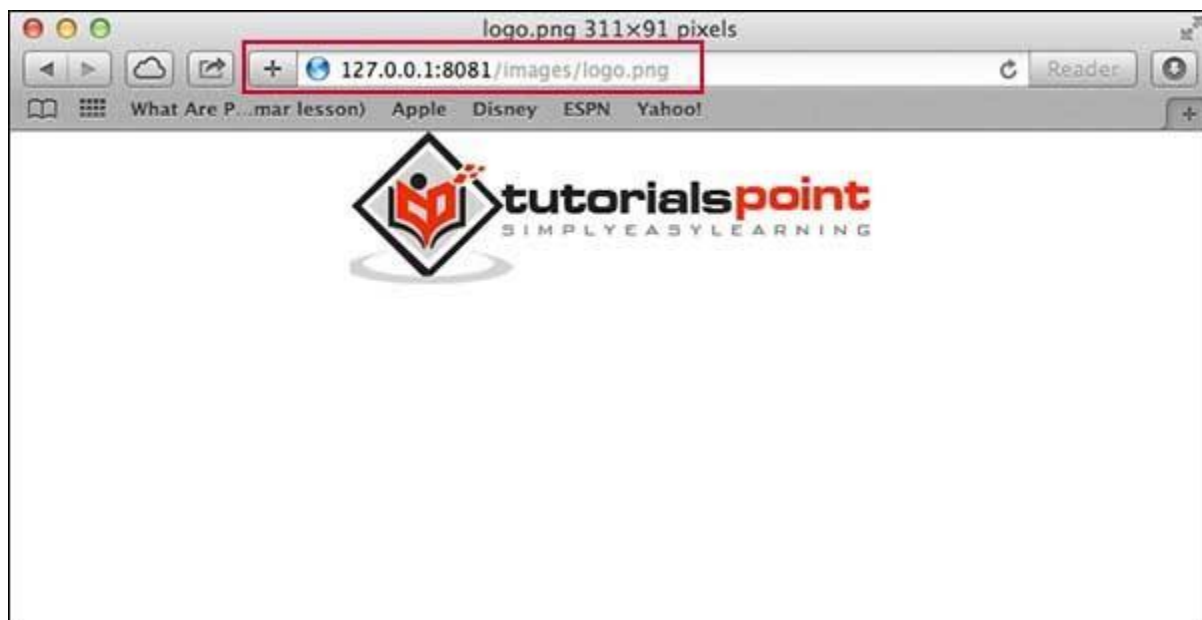 logo.png 311×91 pixels
127.0.0.1:8081/images/logo.png
Reader
What Are P...mar lesson) Apple Disney ESPN Yahoo!
tutorialspoint
SIMPLYEASYLEARNING